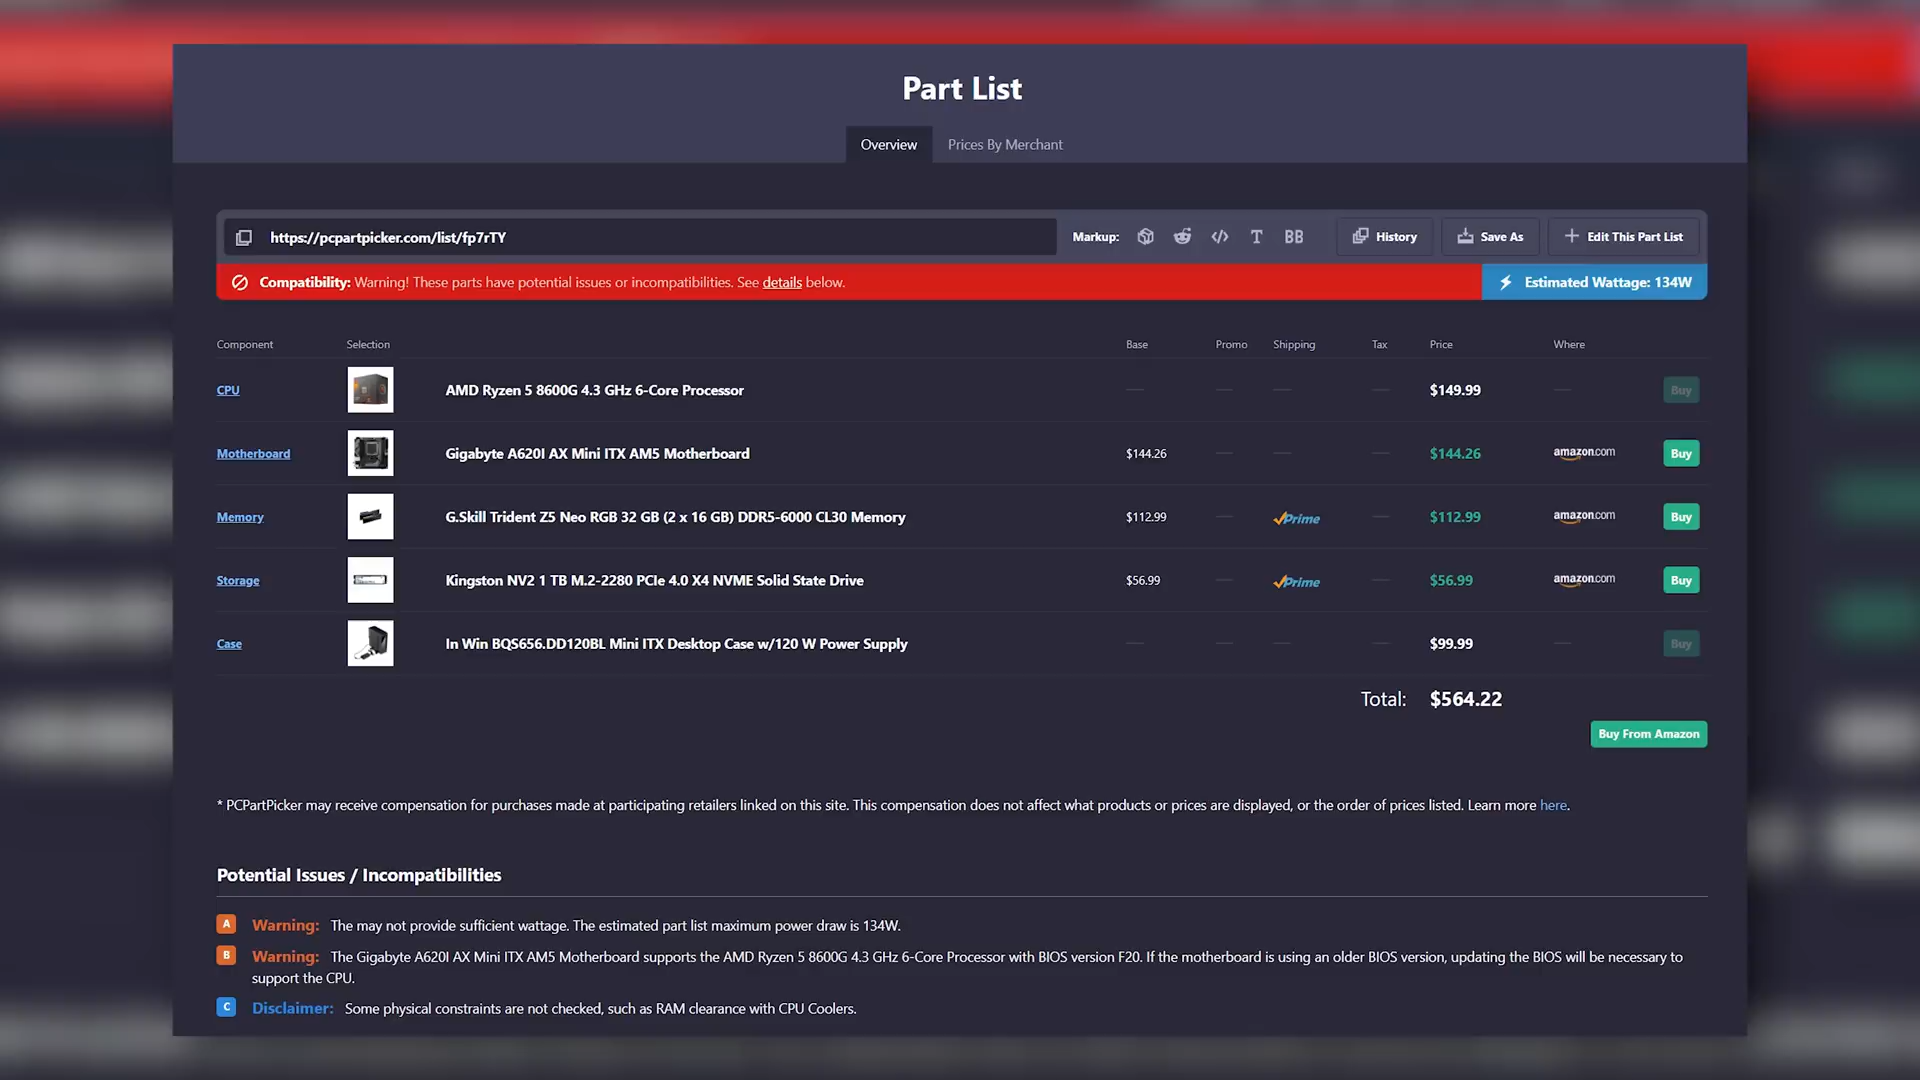 Part List
Overview Prices By Merchant
https://pcpartpicker.com/list/fp7rTY Markup: T BB History Save As Edit This Part List
Compatibility: Warning! These parts have potential issues or incompatibilities. See details below. Estimated Wattage: 134W
Component Selection Base Promo Shipping Tax Price Where
CPU AMD Ryzen 5 8600G 4.3 GHz 6-Core Processor — — — — $149.99 — Buy
Motherboard Gigabyte A620I AX Mini ITX AM5 Motherboard $144.26 — — — $144.26 amazon.com Buy
Memory G.Skill Trident Z5 Neo RGB 32 GB (2 x 16 GB) DDR5-6000 CL30 Memory $112.99 — Prime — $112.99 amazon.com Buy
Storage Kingston NV2 1 TB M.2-2280 PCIe 4.0 X4 NVME Solid State Drive $56.99 — Prime — $56.99 amazon.com Buy
Case In Win BQS656.DD120BL Mini ITX Desktop Case w/120 W Power Supply — — — — $99.99 — Buy
Total: $564.22
Buy From Amazon
* PCPartPicker may receive compensation for purchases made at participating retailers linked on this site. This compensation does not affect what products or prices are displayed, or the order of prices listed. Learn more here.
Potential Issues / Incompatibilities
A Warning: The may not provide sufficient wattage. The estimated part list maximum power draw is 134W.
B Warning: The Gigabyte A620I AX Mini ITX AM5 Motherboard supports the AMD Ryzen 5 8600G 4.3 GHz 6-Core Processor with BIOS version F20. If the motherboard is using an older BIOS version, updating the BIOS will be necessary to
support the CPU.
C Disclaimer: Some physical constraints are not checked, such as RAM clearance with CPU Coolers.